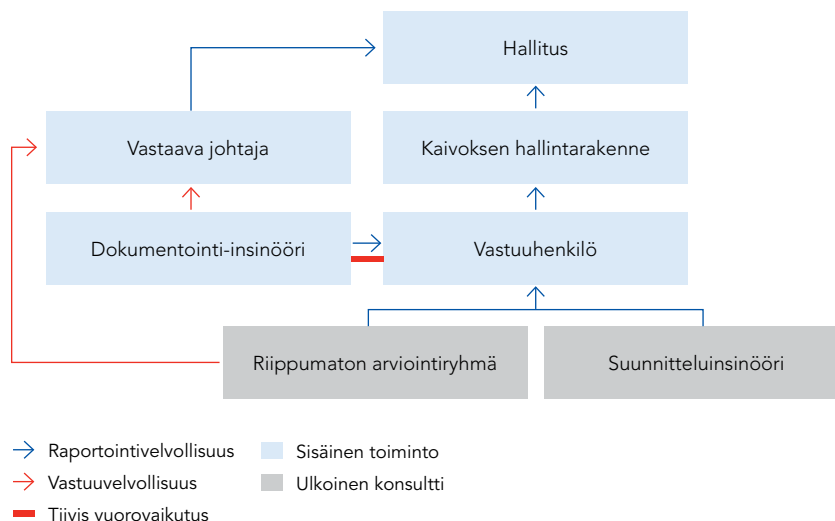 Hallitus
Vastaava johtaja
Kaivoksen hallintarakenne
Dokumentointi-insinööri
Vastuuhenkilö
Riippumaton arviointiryhmä
Suunnitteluinsinööri
Raportointivelvollisuus
Sisäinen toiminto
Vastuuvelvollisuus
Ulkoinen konsultti
Tiivis vuorovaikutus